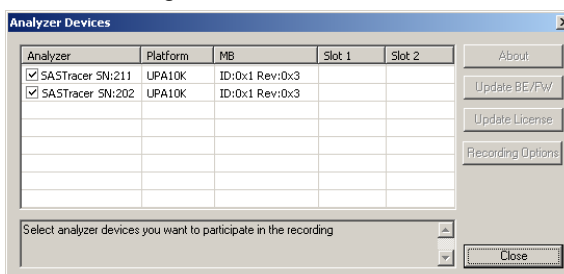 Analyzer Devices
Analyzer Platform MB Slot 1 Slot 2
SASTracer SN:211 UPA10K ID:0x1 Rev:0x3
SASTracer SN:202 UPA10K ID:0x1 Rev:0x3
About
Update BE/FW
Update License
Recording Options
Select analyzer devices you want to participate in the recording
Close